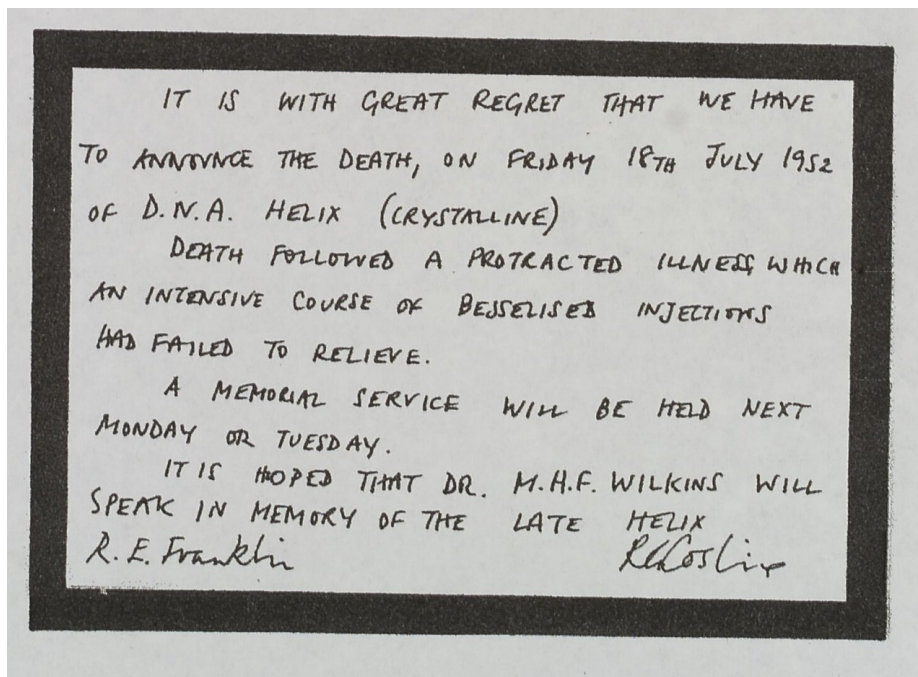 IT IS WITH GREAT REGRET THAT WE HAVE
TO ANNOUNCE THE DEATH, ON FRIDAY 18TH JULY 1952
OF D.N.A. HELIX (CRYSTALLINE)
DEATH FOLLOWED A PROTRACTED ILLNESS WHICH
AN INTENSIVE COURSE OF BESSELISED INJECTIONS
HAD FAILED TO RELIEVE.
A MEMORIAL SERVICE WILL BE HELD NEXT
MONDAY OR TUESDAY.
IT IS HOPED THAT DR. M.H.F. WILKINS WILL
SPEAK IN MEMORY OF THE LATE HELIX
R. E. Franklin RGGosling